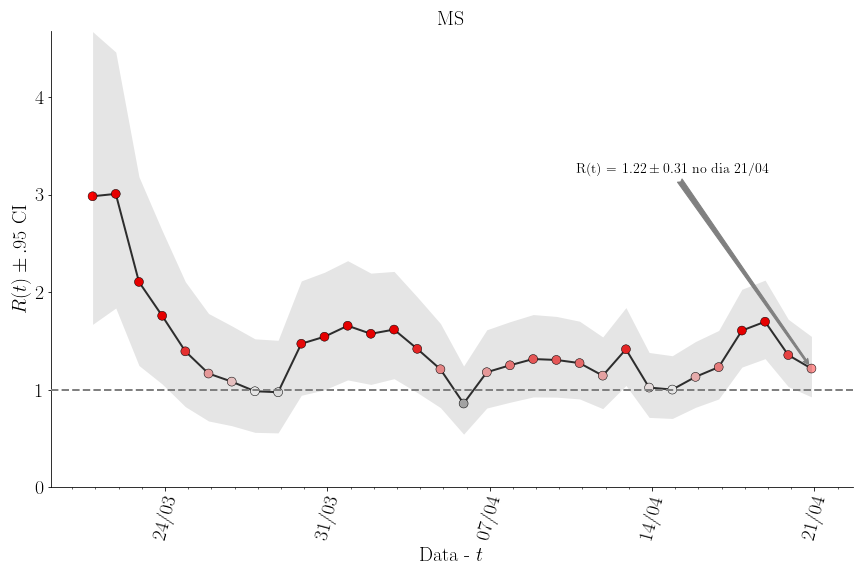 MS
R(t) ± .95 CI
4
3
2
1
0
R(t) = 1.22 ± 0.31 no dia 21/04
24/03
31/03
07/04
14/04
21/04
Data - t